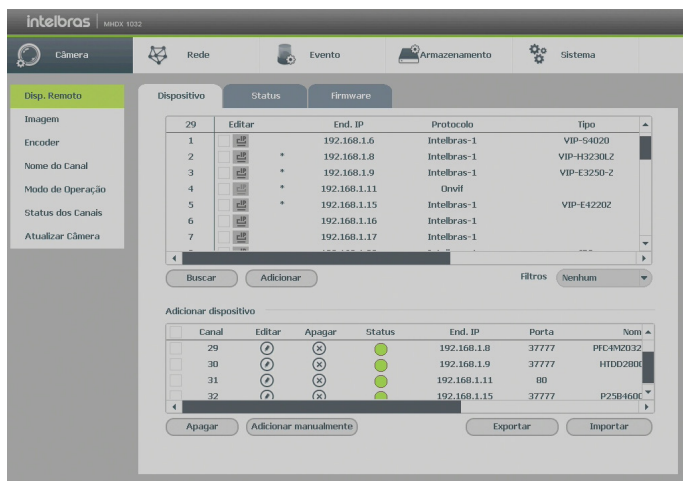 intelbras MHDX 1032
Câmera Rede Evento Armazenamento Sistema
Disp. Remoto
Imagem
Encoder
Nome do Canal
Modo de Operação
Status dos Canais
Atualizar Câmera
Dispositivo Status Firmware
29 Editar End. IP Protocolo Tipo
1 192.168.1.6 Intelbras-1 VIP-S4020
2 * 192.168.1.8 Intelbras-1 VIP-H3230LZ
3 * 192.168.1.9 Intelbras-1 VIP-E3250-Z
4 * 192.168.1.11 Onvif
5 * 192.168.1.15 Intelbras-1 VIP-E4220Z
6 192.168.1.16 Intelbras-1
7 192.168.1.17 Intelbras-1
Buscar Adicionar Filtros Nenhum
Adicionar dispositivo
Canal Editar Apagar Status End. IP Porta Nom
29 192.168.1.8 37777 PFC4MZ032
30 192.168.1.9 37777 HTDD2800
31 192.168.1.11 80
32 192.168.1.15 37777 P25B4600
Apagar Adicionar manualmente Exportar Importar